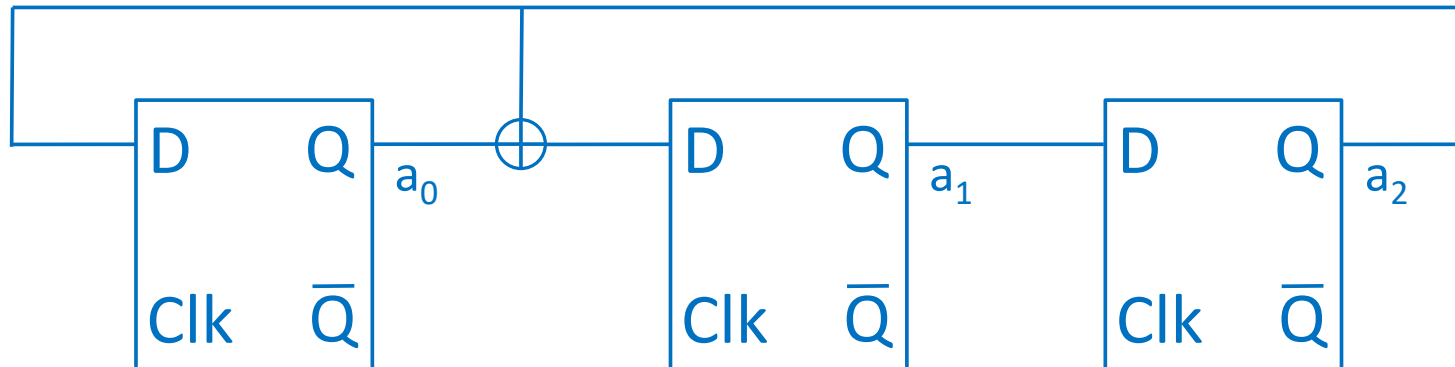 D Q D Q D Q
a₀ a₁ a₂
Clk Q̅ Clk Q̅ Clk Q̅